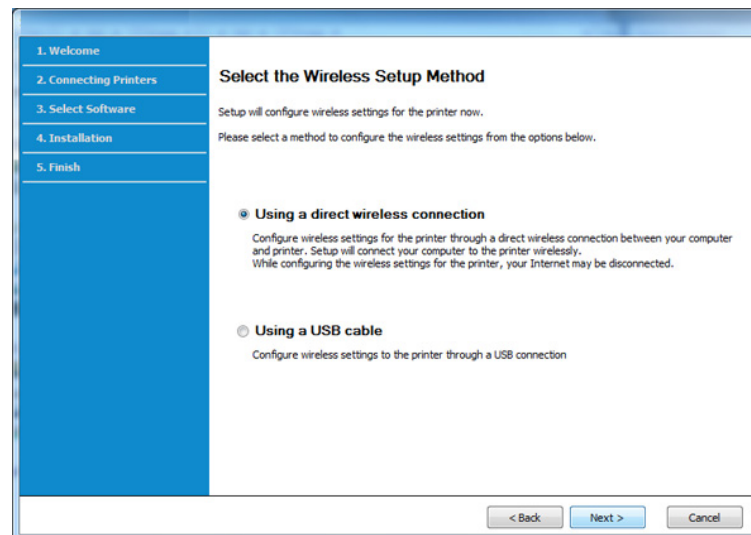 1. Welcome
2. Connecting Printers
3. Select Software
4. Installation
5. Finish
Select the Wireless Setup Method
Setup will configure wireless settings for the printer now.
Please select a method to configure the wireless settings from the options below.
Using a direct wireless connection
Configure wireless settings for the printer through a direct wireless connection between your computer
and printer. Setup will connect your computer to the printer wirelessly.
While configuring the wireless settings for the printer, your Internet may be disconnected.
Using a USB cable
Configure wireless settings to the printer through a USB connection
< Back Next > Cancel